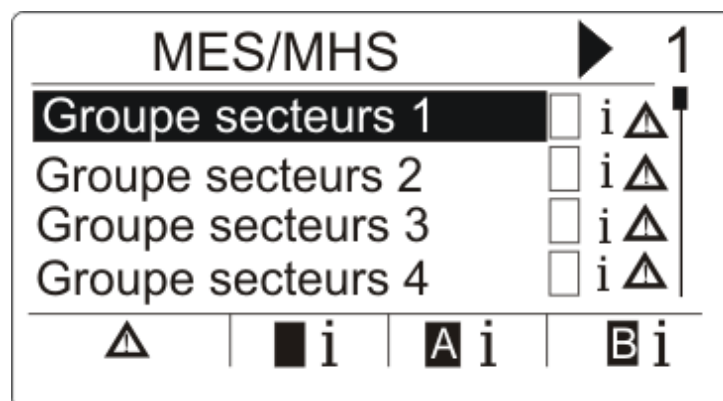 MES/MHS 1
Groupe secteurs 1 i
Groupe secteurs 2 i
Groupe secteurs 3 i
Groupe secteurs 4 i
i A i B i